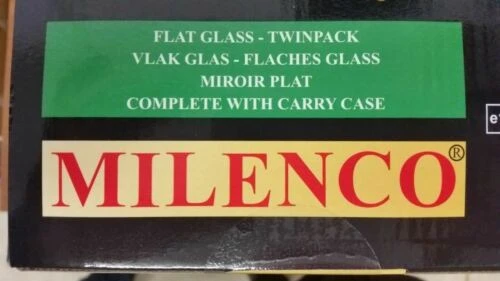 FLAT GLASS - TWINPACK
VLAK GLAS - FLACHES GLASS
MIROIR PLAT
COMPLETE WITH CARRY CASE
MILENCO®